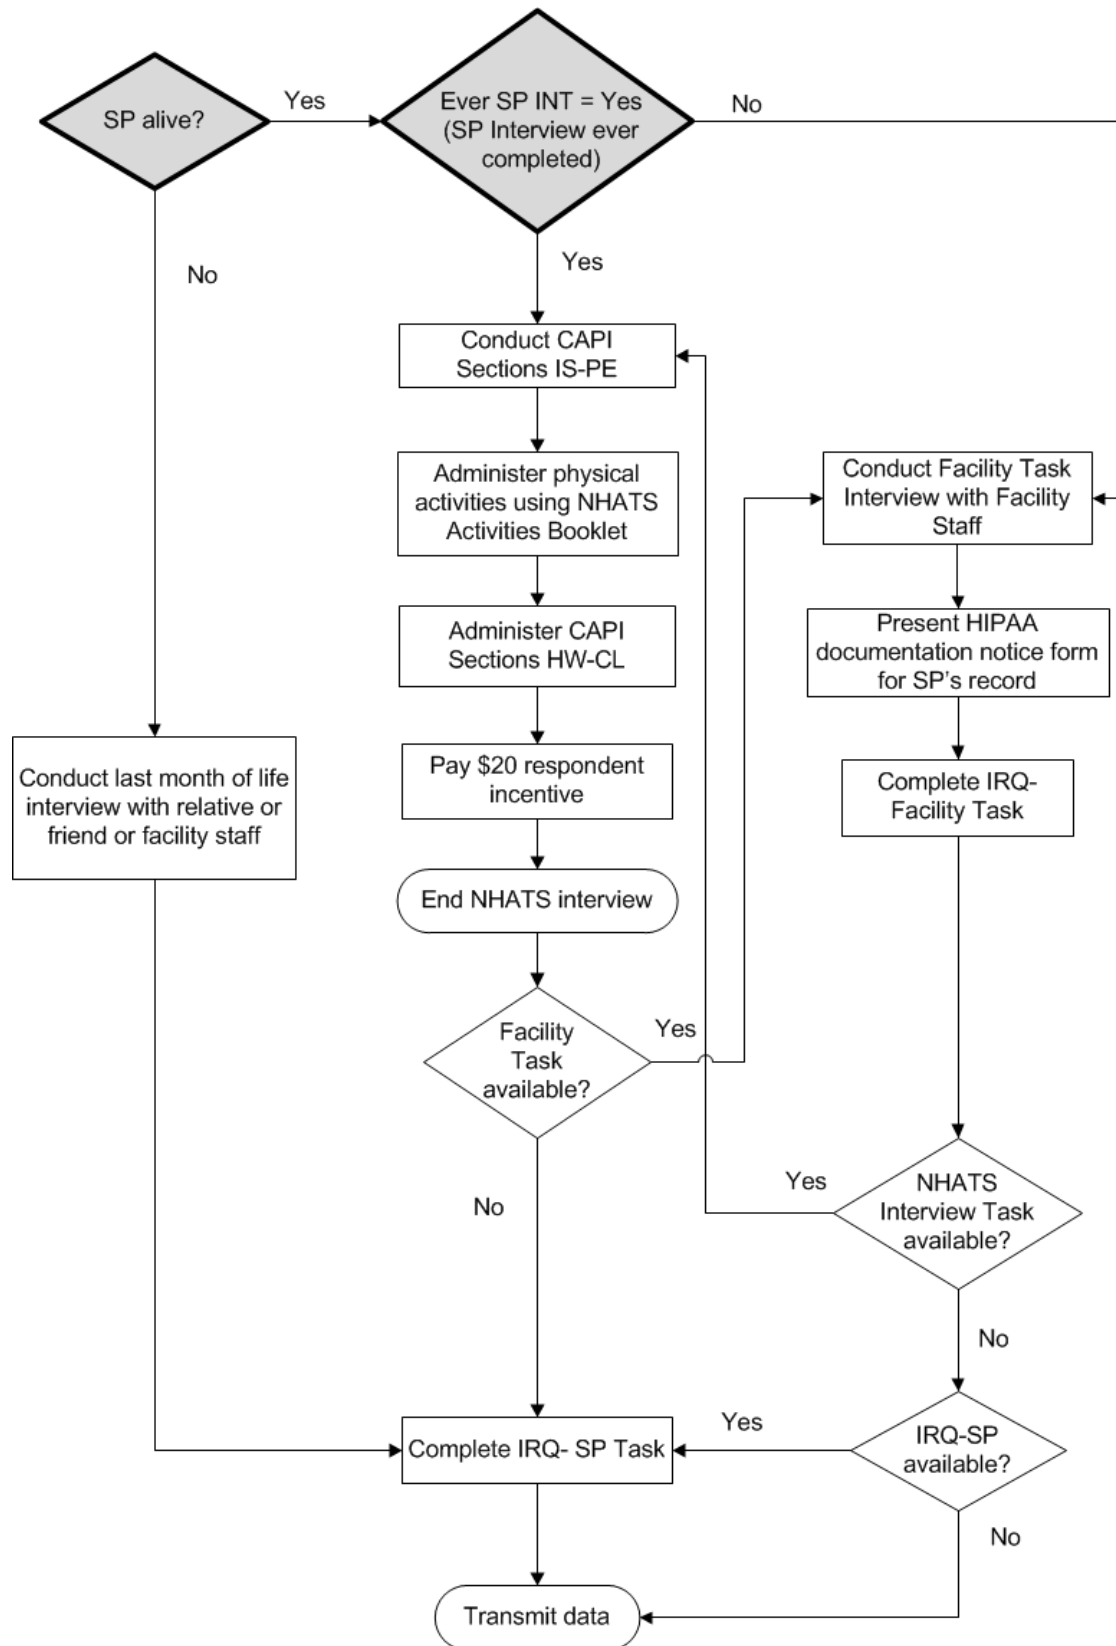 SP alive?
Yes
Ever SP INT = Yes
(SP Interview ever
completed)
No
No
Yes
Conduct CAPI
Sections IS-PE
Administer physical
activities using NHATS
Activities Booklet
Conduct Facility Task
Interview with Facility
Staff
Administer CAPI
Sections HW-CL
Present HIPAA
documentation notice form
for SP's record
Conduct last month of life
interview with relative or
friend or facility staff
Pay $20 respondent
incentive
Complete IRQ-
Facility Task
End NHATS interview
Facility
Task
available?
Yes
No
Yes
NHATS
Interview Task
available?
No
Complete IRQ- SP Task
Yes
IRQ-SP
available?
No
Transmit data